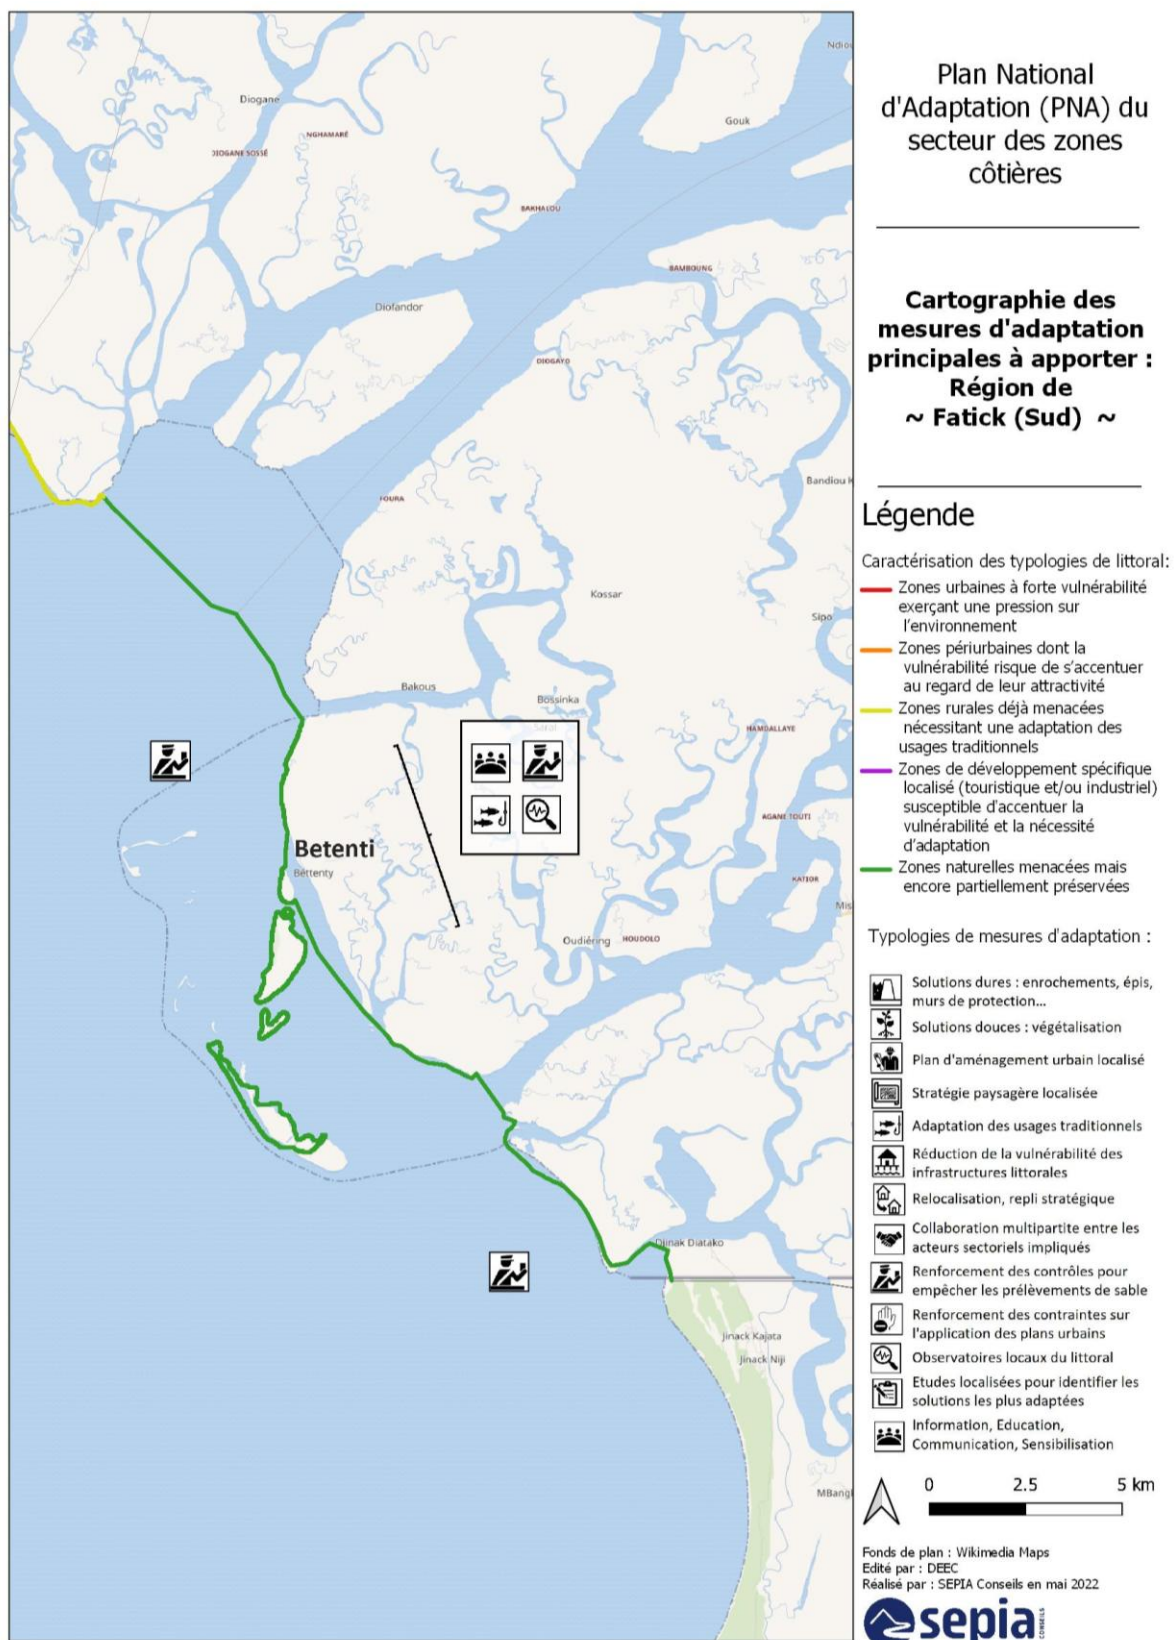 Ndiou
Diogane
Gouk
NGHAMARÉ
DIOGANE SOSSÉ
BAKHALOU
BAMBOUNG
Diofandor
DIOGAYO
Bandiou K
FOURA
Kossar
Sipo
Bakous
Bossinka
HAMDALLAYE
AGANE TOUTI
Betenti
Béttenty
KATIOR
Mis
Oudiéring
HOUDOLO
Djinak Diatako
Jinack Kajata
Jinack Niji
MBangl
Plan National
d'Adaptation (PNA) du
secteur des zones
côtières
Cartographie des
mesures d'adaptation
principales à apporter :
Région de
~ Fatick (Sud) ~
Légende
Caractérisation des typologies de littoral:
Zones urbaines à forte vulnérabilité
exerçant une pression sur
l'environnement
Zones périurbaines dont la
vulnérabilité risque de s'accentuer
au regard de leur attractivité
Zones rurales déjà menacées
nécessitant une adaptation des
usages traditionnels
Zones de développement spécifique
localisé (touristique et/ou industriel)
susceptible d'accentuer la
vulnérabilité et la nécessité
d'adaptation
Zones naturelles menacées mais
encore partiellement préservées
Typologies de mesures d'adaptation :
Solutions dures : enrochements, épis,
murs de protection...
Solutions douces : végétalisation
Plan d'aménagement urbain localisé
Stratégie paysagère localisée
Adaptation des usages traditionnels
Réduction de la vulnérabilité des
infrastructures littorales
Relocalisation, repli stratégique
Collaboration multipartite entre les
acteurs sectoriels impliqués
Renforcement des contrôles pour
empêcher les prélèvements de sable
Renforcement des contraintes sur
l'application des plans urbains
Observatoires locaux du littoral
Etudes localisées pour identifier les
solutions les plus adaptées
Information, Education,
Communication, Sensibilisation
0 2.5 5 km
Fonds de plan : Wikimedia Maps
Edité par : DEEC
Réalisé par : SEPIA Conseils en mai 2022
sepia
CONSEILS